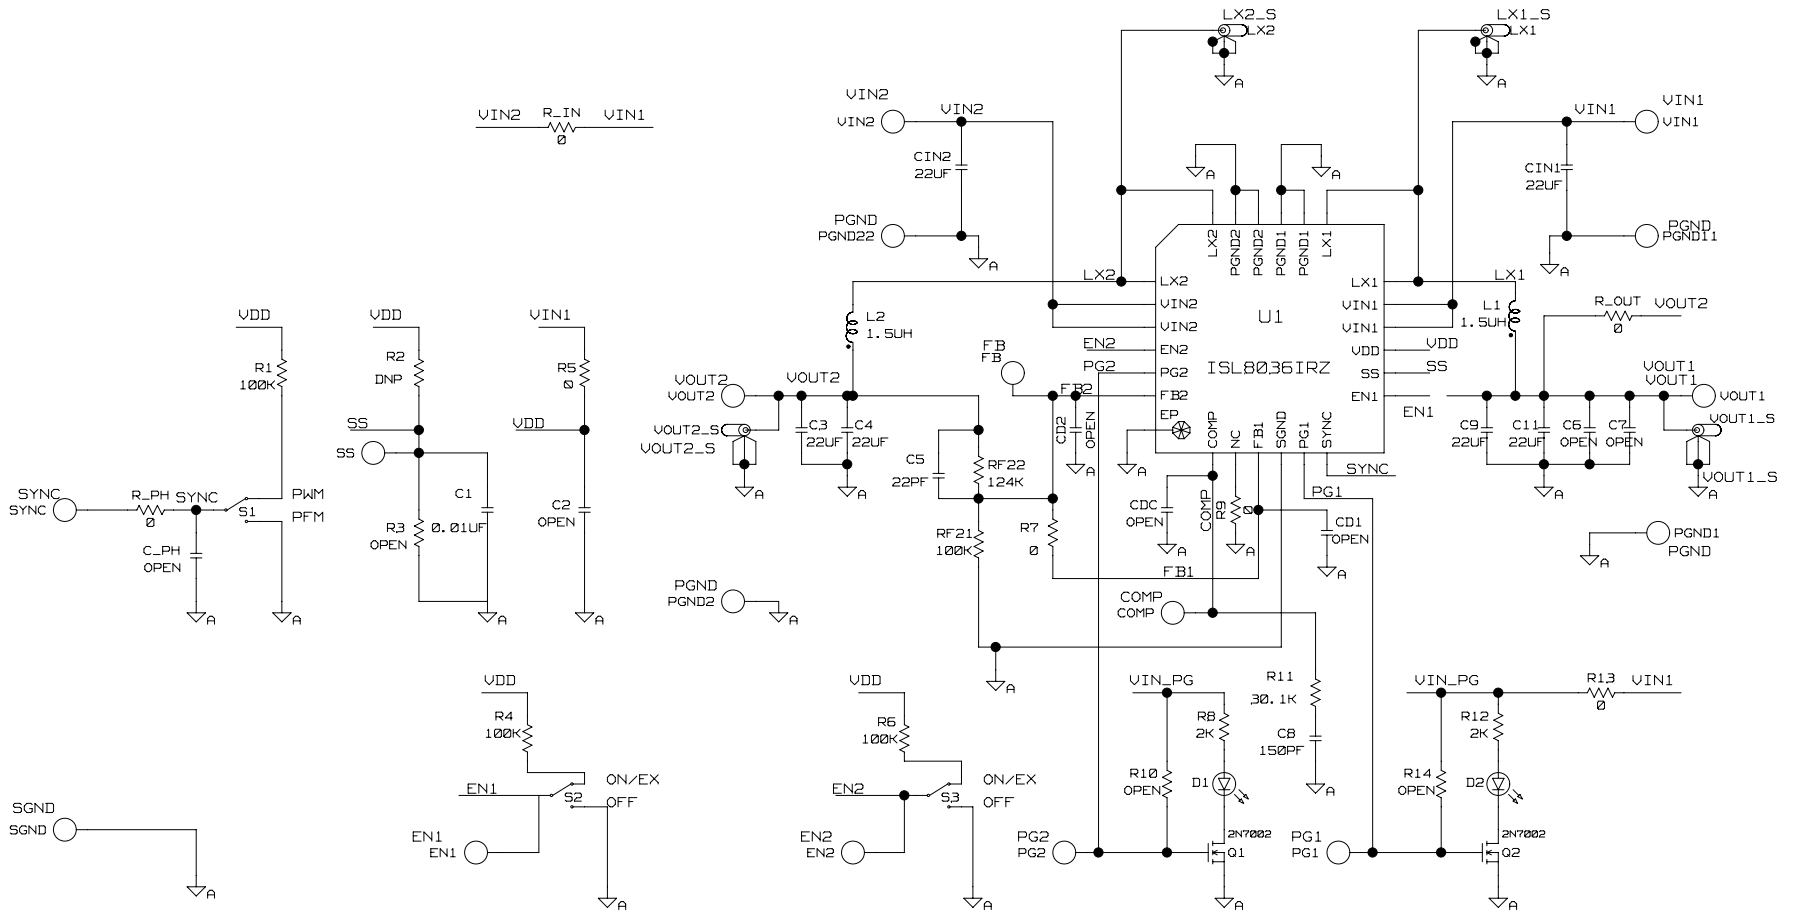 LX2_S
LX2
LX1_S
LX1
A
A
VIN2
VIN2
VIN2
CIN2
22UF
PGND
PGND22
A
VIN2
R_IN
VIN1
0
A
A
VIN1
VIN1
VIN1
CIN1
22UF
PGND
PGND11
A
LX2
PGND2
PGND2
PGND1
PGND1
LX1
LX2
LX2
VIN2
VIN2
EN2
EN2
PG2
PG2
FB2
FB2
EP
A
U1
ISL8036IRZ
LX1
LX1
VIN1
VIN1
VDD
VDD
SS
SS
EN1
EN1
COMP
NC
FB1
SGND
PG1
SYNC
SYNC
L2
1.5UH
L1
1.5UH
R_OUT
VOUT2
0
VDD
R1
100K
VDD
R2
DNP
SS
SS
VIN1
R5
0
VDD
VOUT2
VOUT2
VOUT2
VOUT2_S
VOUT2_S
A
C3
22UF
C4
22UF
A
C5
22PF
RF22
124K
RF21
100K
FB
FB
CD2
OPEN
A
R7
0
FB1
VOUT1
VOUT1
VOUT1
VOUT1_S
VOUT1_S
A
C9
22UF
C11
22UF
C6
OPEN
C7
OPEN
A
PGND1
PGND
A
SYNC
SYNC
R_PH
0
SYNC
S1
PWM
PFM
C_PH
OPEN
A
A
R3
OPEN
C1
0.01UF
A
C2
OPEN
A
PGND
PGND2
A
CDC
OPEN
A
COMP
R9
0
A
PG1
CD1
OPEN
A
COMP
COMP
A
R11
30.1K
C8
150PF
A
SGND
SGND
A
VDD
R4
100K
EN1
S2
ON/EX
OFF
EN1
EN1
A
VDD
R6
100K
EN2
S3
ON/EX
OFF
EN2
EN2
A
VIN_PG
R8
2K
R10
OPEN
D1
2N7002
Q1
PG2
PG2
A
VIN_PG
R13
0
VIN1
R12
2K
R14
OPEN
D2
2N7002
Q2
PG1
PG1
A